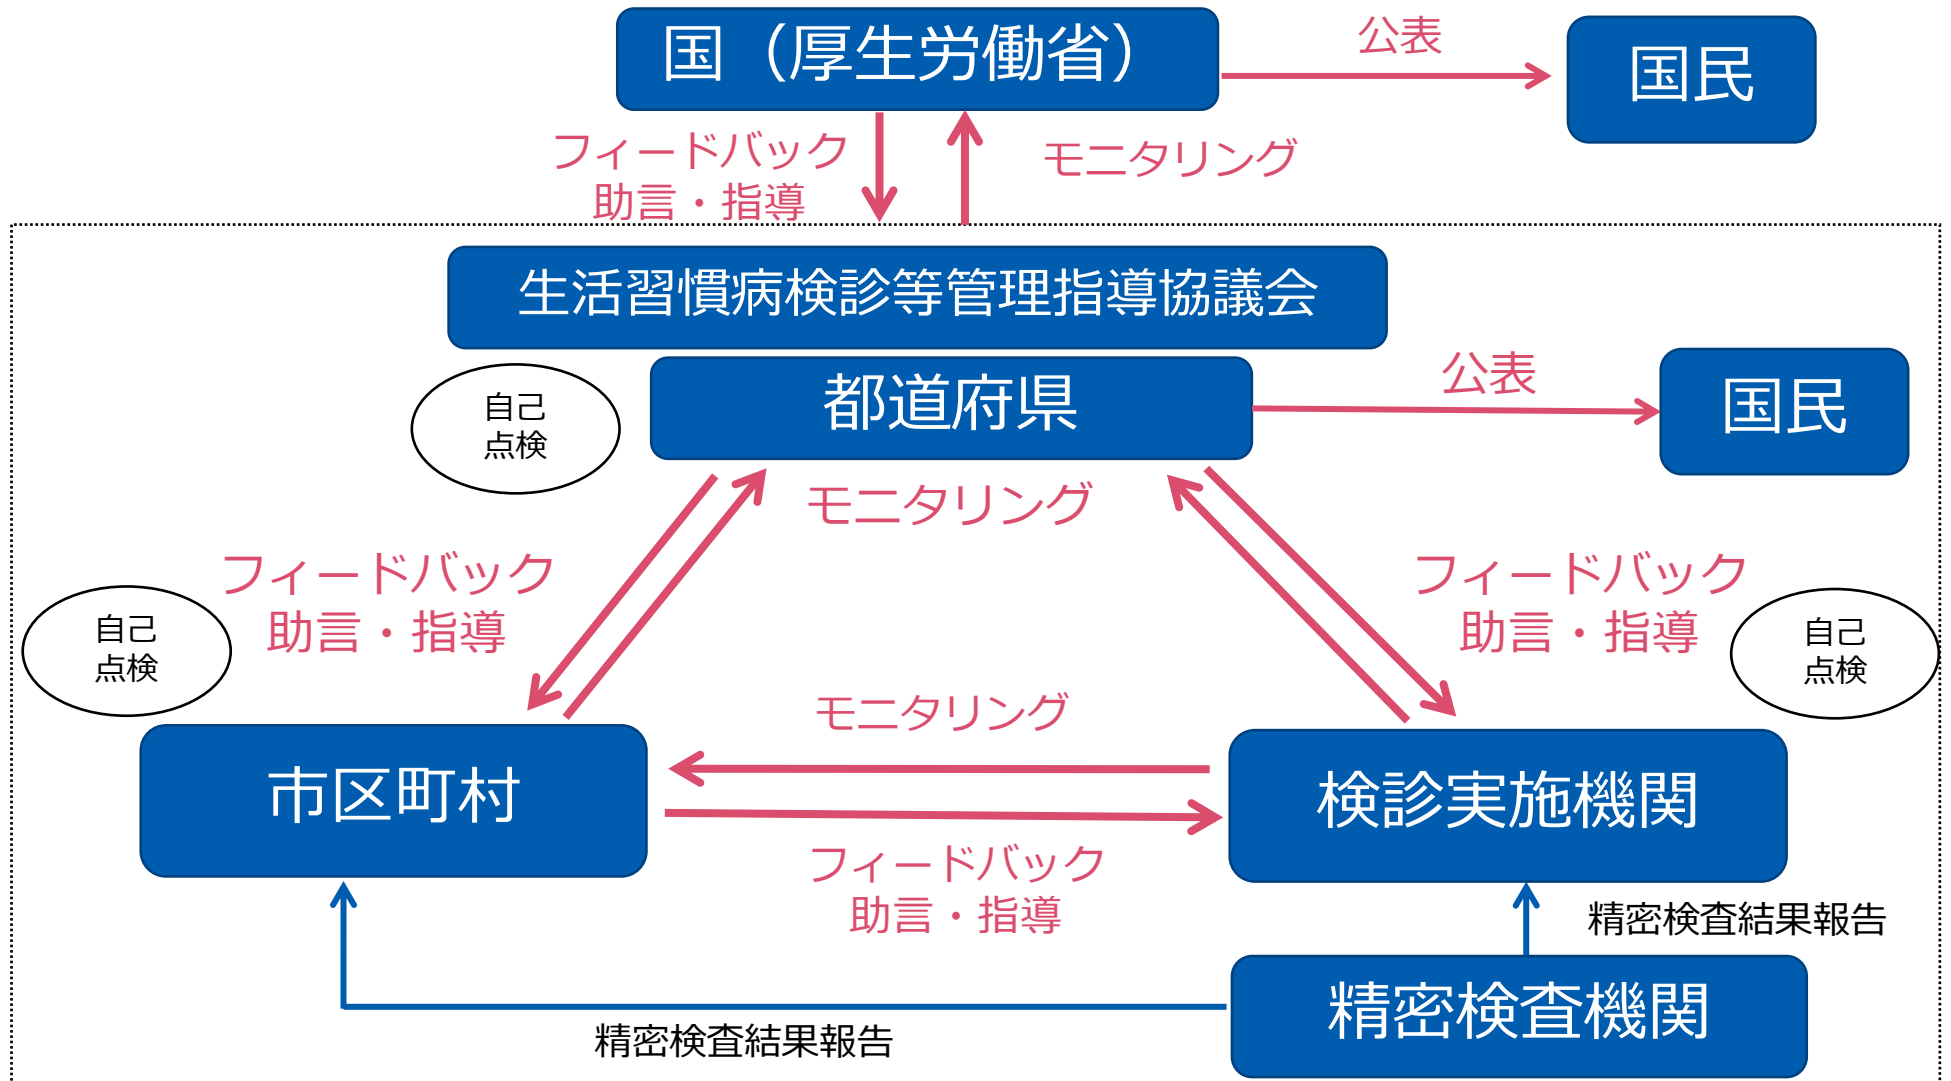 国（厚生労働省）
公表
国民
フィードバック
助言・指導
モニタリング
生活習慣病検診等管理指導協議会
都道府県
公表
国民
自己
点検
モニタリング
フィードバック
助言・指導
フィードバック
助言・指導
自己
点検
自己
点検
市区町村
モニタリング
検診実施機関
フィードバック
助言・指導
精密検査結果報告
精密検査機関
精密検査結果報告